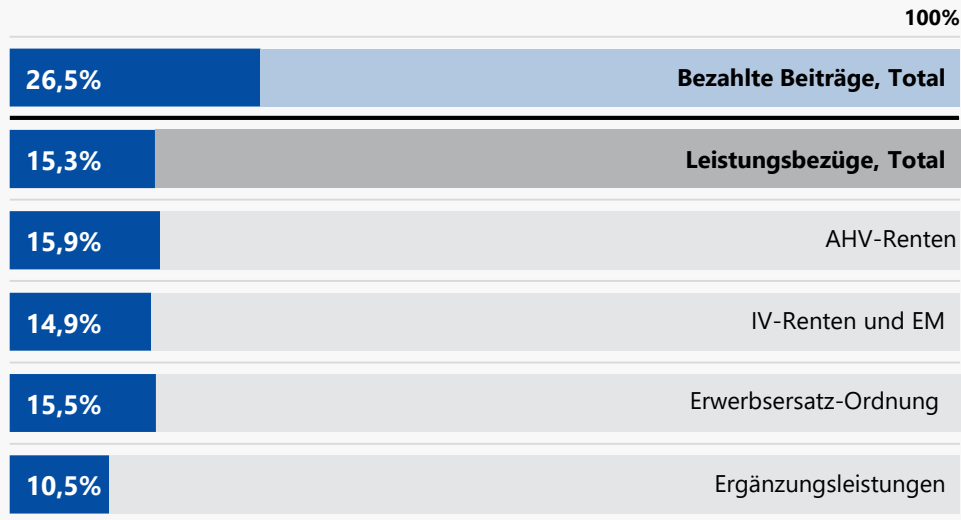 100%
26,5% Bezahlte Beiträge, Total
15,3% Leistungsbezüge, Total
15,9% AHV-Renten
14,9% IV-Renten und EM
15,5% Erwerbsersatz-Ordnung
10,5% Ergänzungsleistungen